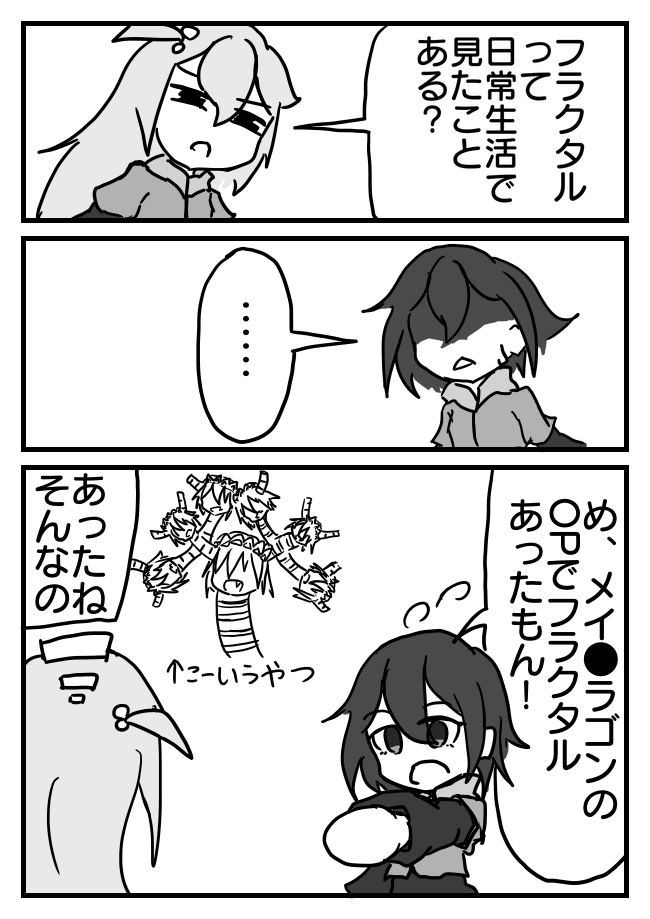 フラクタル
って
日常生活で
見たこと
ある？
……
め、メイ●ラゴンの
OPでフラクタル
あったもん！
↑こーいうやつ
あったね
そんなの